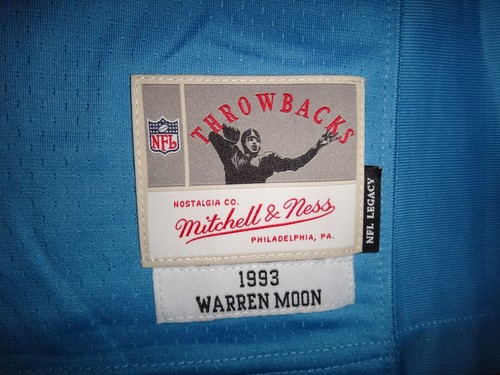 THROWBACKS
NFL
NOSTALGIA CO.
Mitchell & Ness
PHILADELPHIA, PA.
NFL LEGACY
1993
WARREN MOON